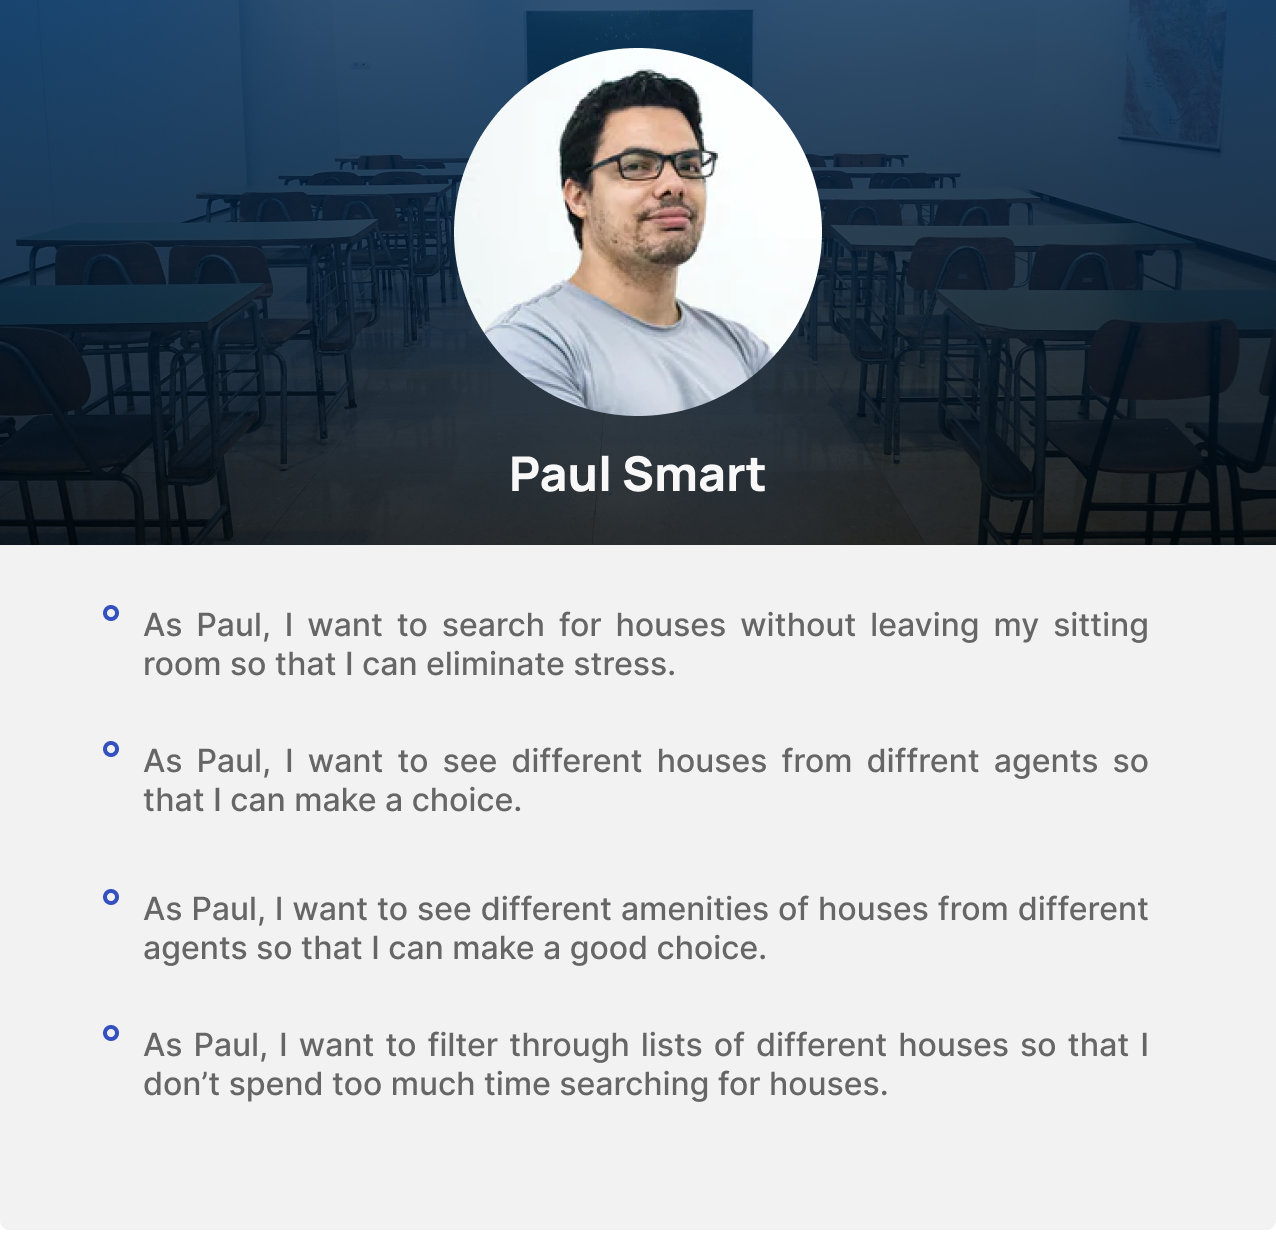 Paul Smart
As Paul, I want to search for houses without leaving my sitting
room so that I can eliminate stress.
As Paul, I want to see different houses from diffrent agents so
that I can make a choice.
As Paul, I want to see different amenities of houses from different
agents so that I can make a good choice.
As Paul, I want to filter through lists of different houses so that I
don’t spend too much time searching for houses.